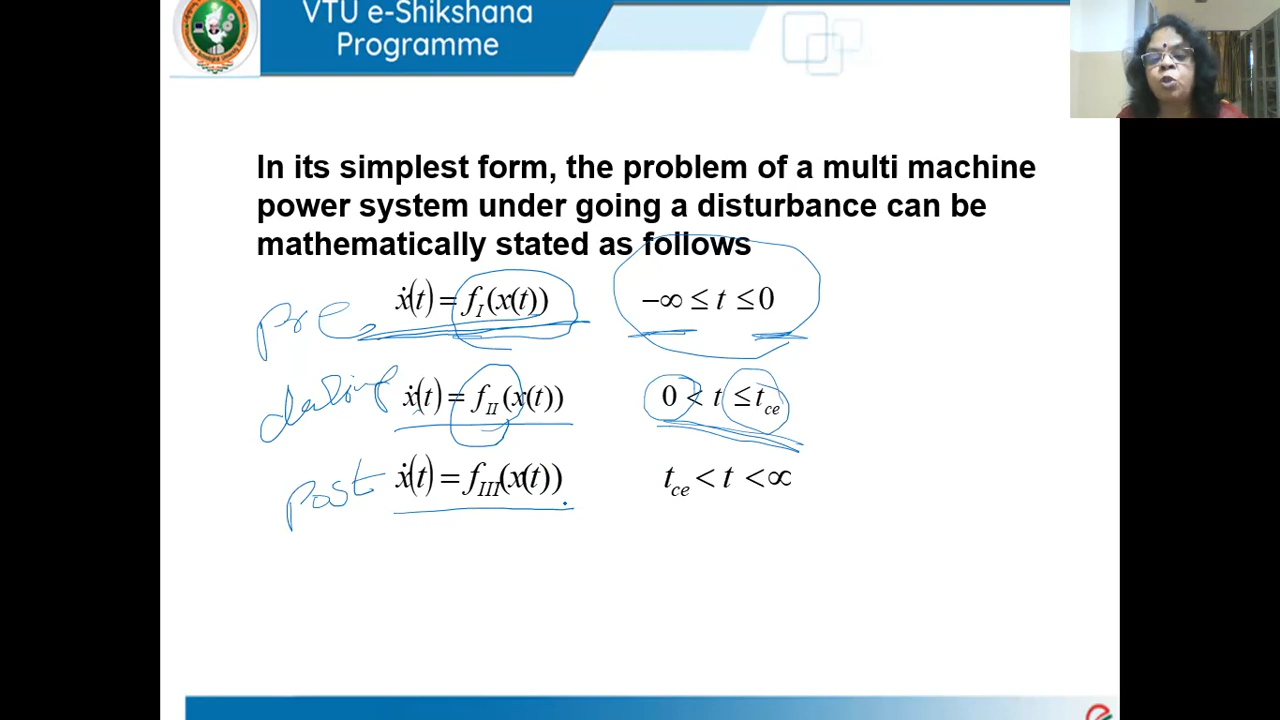 VTU e-Shikshana
Programme
In its simplest form, the problem of a multi machine
power system under going a disturbance can be
mathematically stated as follows
pre ẋ(t) = f_I(x(t)) −∞ ≤ t ≤ 0
during ẋ(t) = f_II(x(t)) 0 < t ≤ t_ce
post ẋ(t) = f_III(x(t)) t_ce < t < ∞